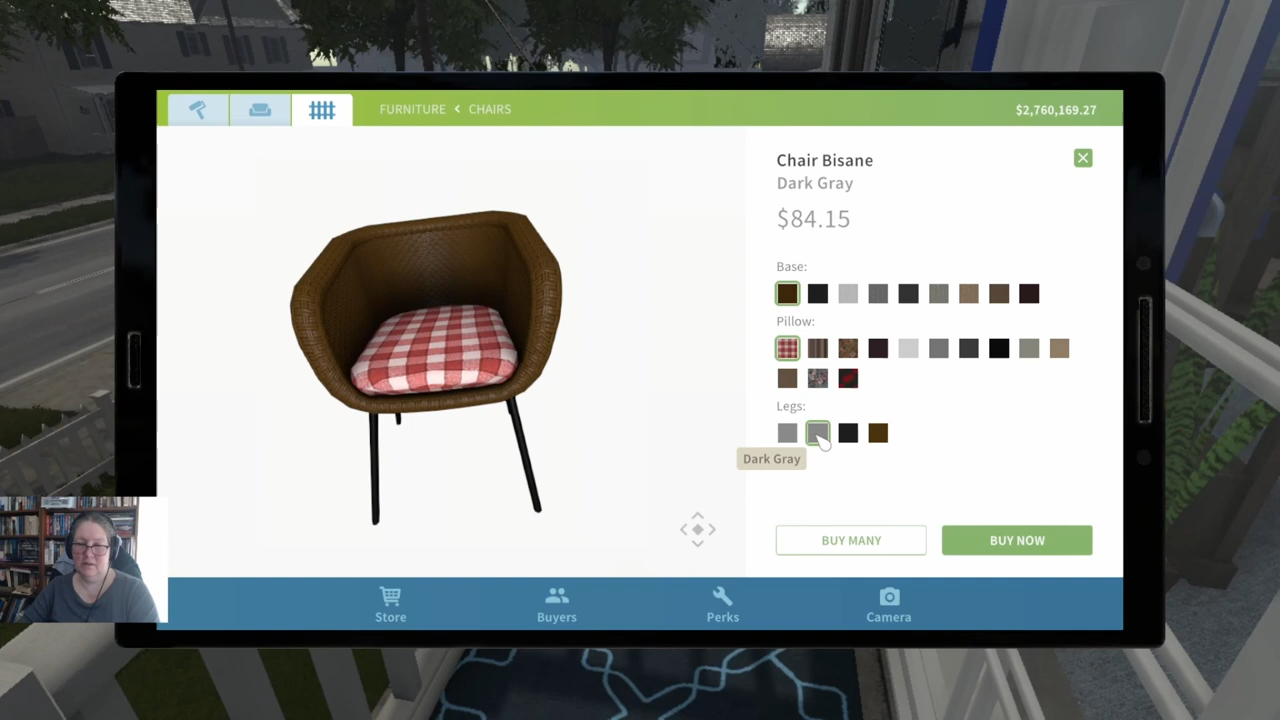 FURNITURE < CHAIRS
$2,760,169.27
Chair Bisane
Dark Gray
$84.15
Base:
Pillow:
Legs:
Dark Gray
BUY MANY
BUY NOW
Store
Buyers
Perks
Camera